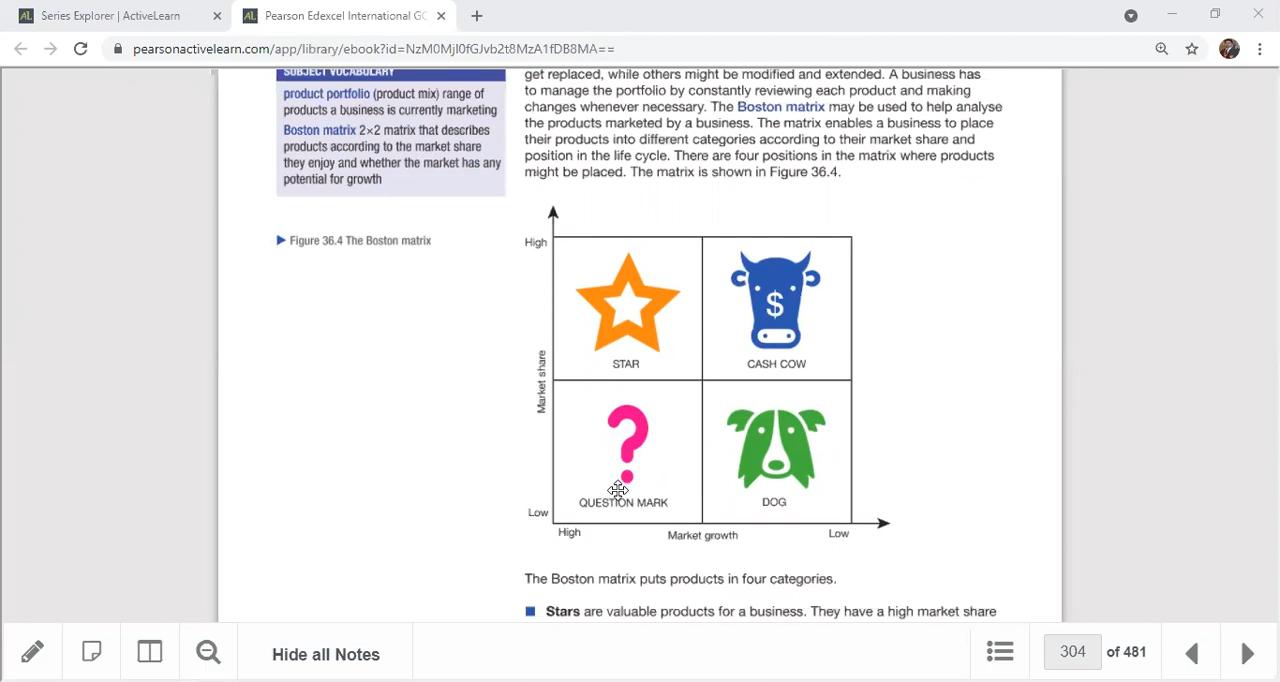 Series Explorer | ActiveLearn
Pearson Edexcel International GC
pearsonactivelearn.com/app/library/ebook?id=NzM0MjI0fGJvb2t8MzA1fDB8MA==
SUBJECT VOCABULARY
product portfolio (product mix) range of
products a business is currently marketing
Boston matrix 2×2 matrix that describes
products according to the market share
they enjoy and whether the market has any
potential for growth
Figure 36.4 The Boston matrix
get replaced, while others might be modified and extended. A business has
to manage the portfolio by constantly reviewing each product and making
changes whenever necessary. The Boston matrix may be used to help analyse
the products marketed by a business. The matrix enables a business to place
their products into different categories according to their market share and
position in the life cycle. There are four positions in the matrix where products
might be placed. The matrix is shown in Figure 36.4.
High
Market share
Low
STAR
$
CASH COW
?
QUESTION MARK
DOG
High
Market growth
Low
The Boston matrix puts products in four categories.
Stars are valuable products for a business. They have a high market share
Hide all Notes
304
of 481